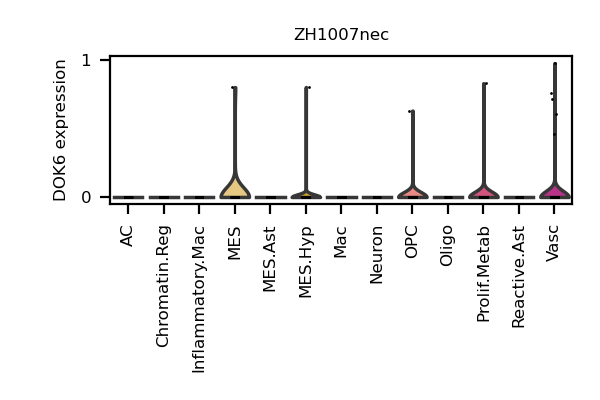 ZH1007nec
DOK6 expression
1
0
AC
Chromatin.Reg
Inflammatory.Mac
MES
MES.Ast
MES.Hyp
Mac
Neuron
OPC
Oligo
Prolif.Metab
Reactive.Ast
Vasc